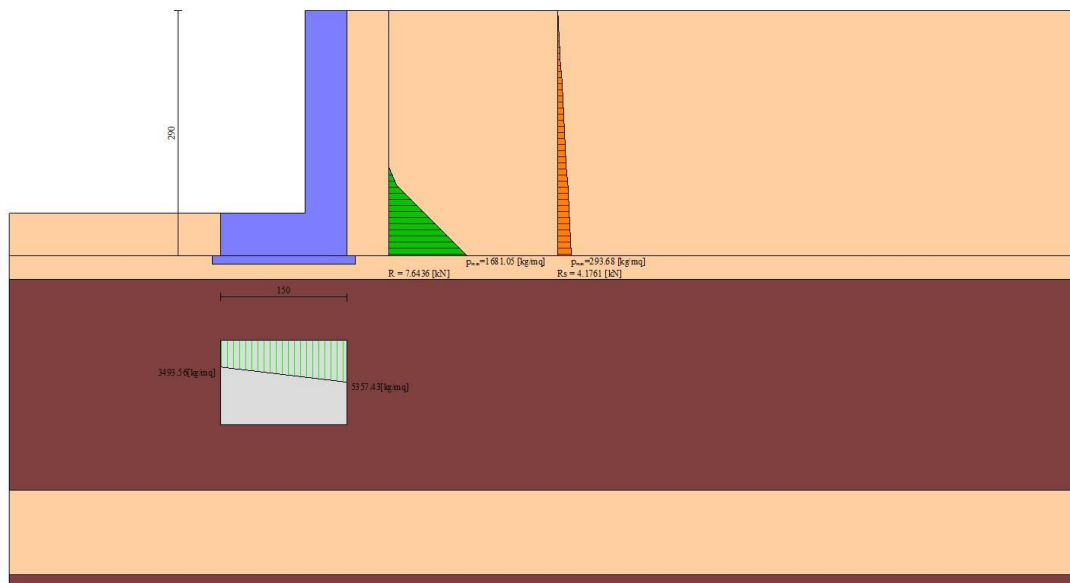 290
pₘₐₓ=1681.05 [kg/mq]
pₘₐₓ=293.68 [kg/mq]
R = 7.6436 [kN]
Rs = 4.1761 [kN]
150
3493.56[kg/mq]
5357.43[kg/mq]